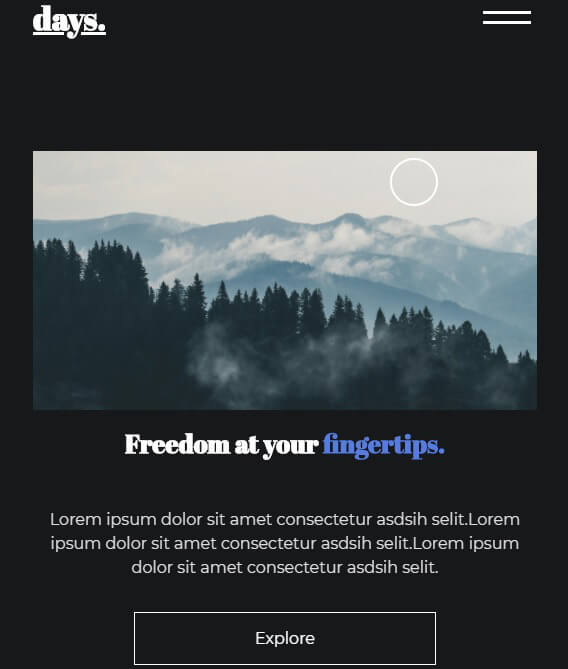 days.
Freedom at your fingertips.
Lorem ipsum dolor sit amet consectetur asdsih selit.Lorem
ipsum dolor sit amet consectetur asdsih selit.Lorem ipsum
dolor sit amet consectetur asdsih selit.
Explore